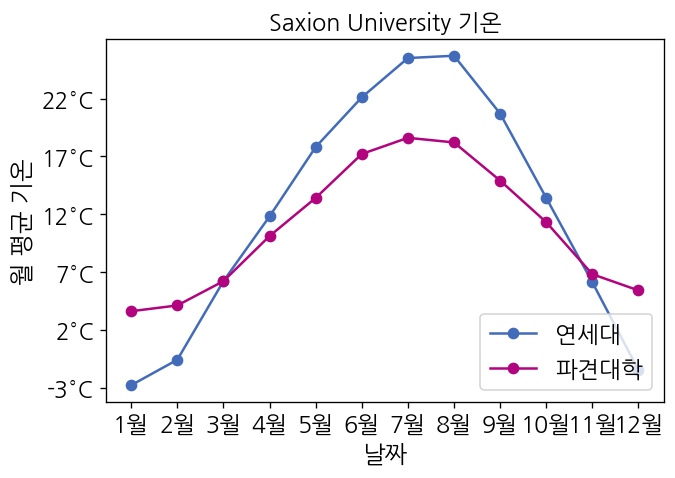 Saxion University 기온
월 평균 기온
22˚C
17˚C
12˚C
7˚C
2˚C
-3˚C
연세대
파견대학
1월 2월 3월 4월 5월 6월 7월 8월 9월 10월 11월 12월
날짜